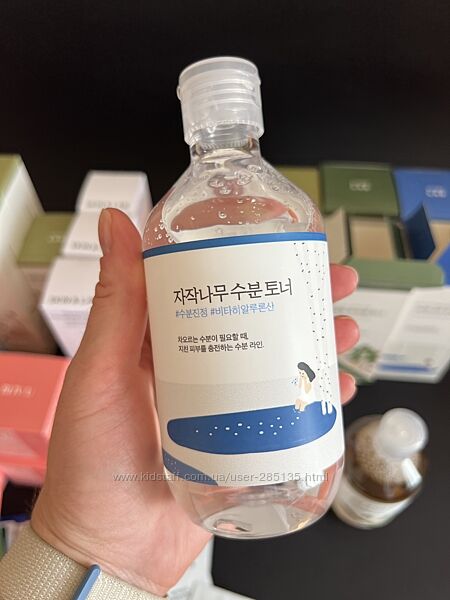 자작나무 수분 토너
#수분진정 #비타히알루론산
차오르는 수분이 필요할 때,
지친 피부를 충전하는 수분 라인.
www.kidstaff.com.ua/user-285135.html